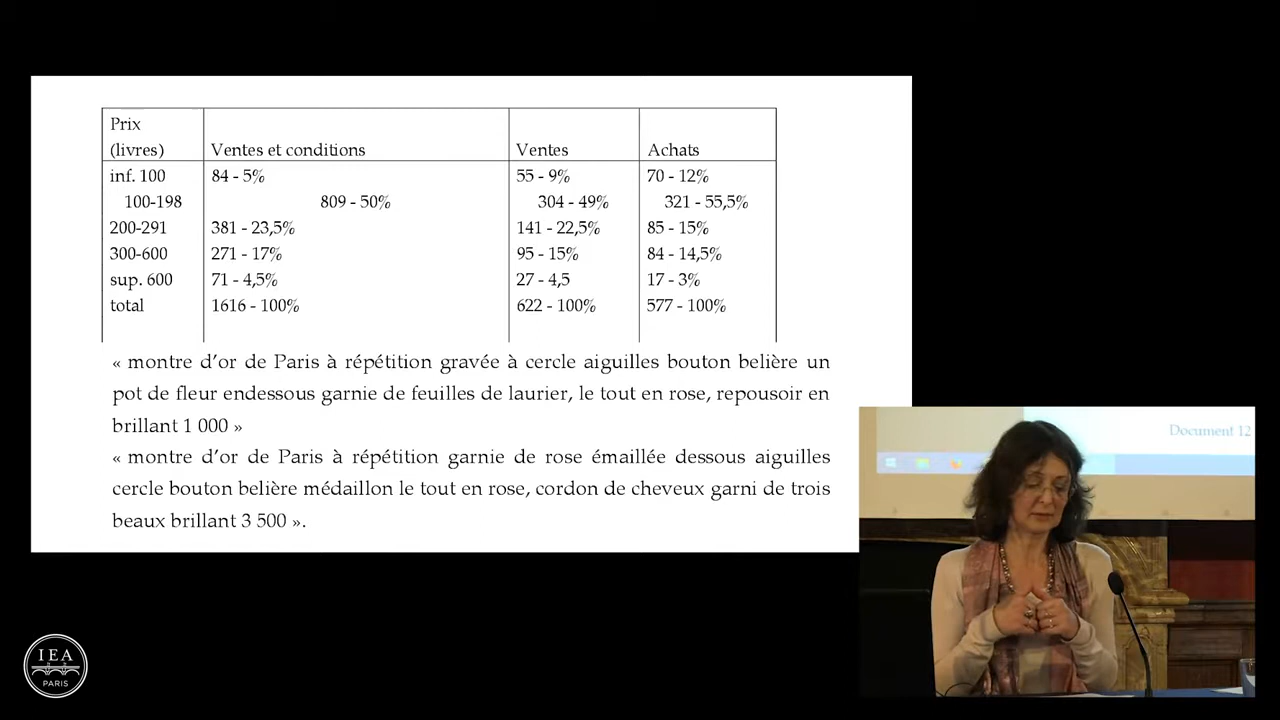 Prix
(livres) Ventes et conditions Ventes Achats
inf. 100 84 - 5% 55 - 9% 70 - 12%
100-198 809 - 50% 304 - 49% 321 - 55,5%
200-291 381 - 23,5% 141 - 22,5% 85 - 15%
300-600 271 - 17% 95 - 15% 84 - 14,5%
sup. 600 71 - 4,5% 27 - 4,5 17 - 3%
total 1616 - 100% 622 - 100% 577 - 100%
« montre d'or de Paris à répétition gravée à cercle aiguilles bouton belière un
pot de fleur endessous garnie de feuilles de laurier, le tout en rose, repousoir en
brillant 1 000 »
« montre d'or de Paris à répétition garnie de rose émaillée dessous aiguilles
cercle bouton belière médaillon le tout en rose, cordon de cheveux garni de trois
beaux brillant 3 500 ».
Document 12
IEA
PARIS